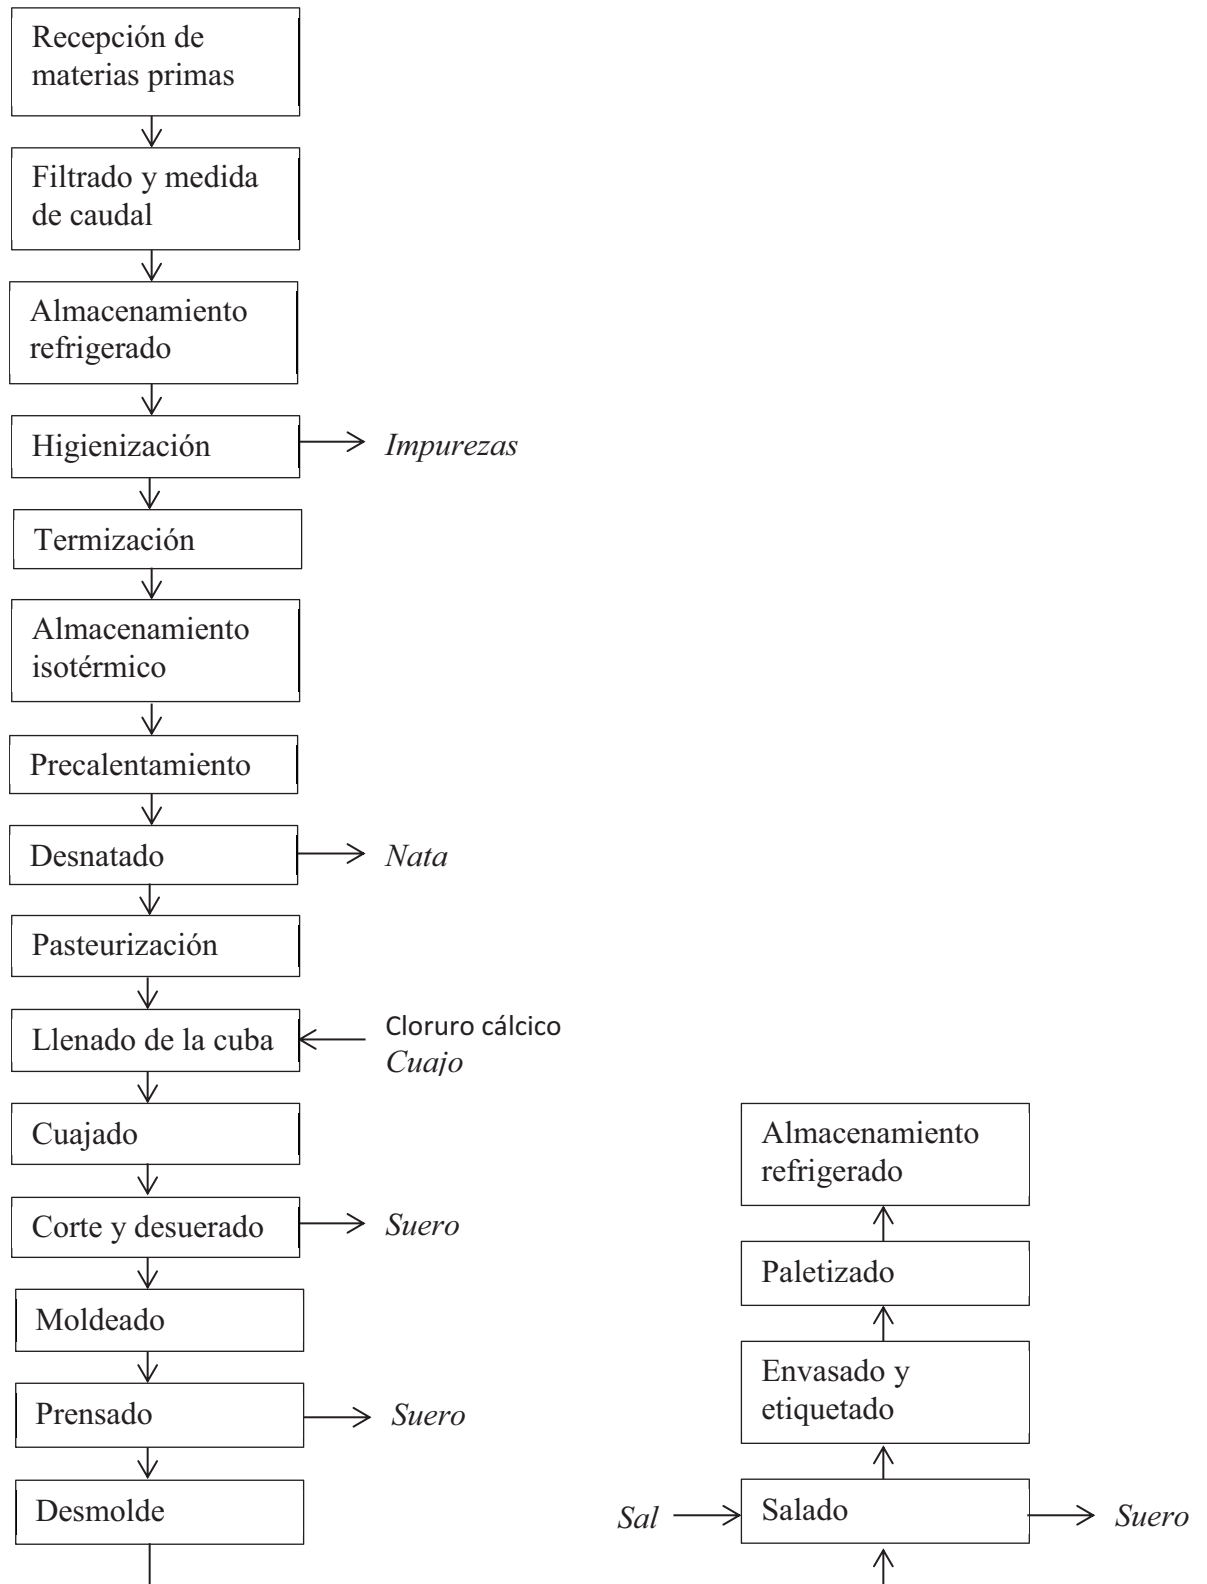 Recepción de
materias primas
Filtrado y medida
de caudal
Almacenamiento
refrigerado
Higienización
Impurezas
Termización
Almacenamiento
isotérmico
Precalentamiento
Desnatado
Nata
Pasteurización
Llenado de la cuba
Cloruro cálcico
Cuajo
Cuajado
Corte y desuerado
Suero
Moldeado
Prensado
Suero
Desmolde
Sal
Salado
Suero
Envasado y
etiquetado
Paletizado
Almacenamiento
refrigerado